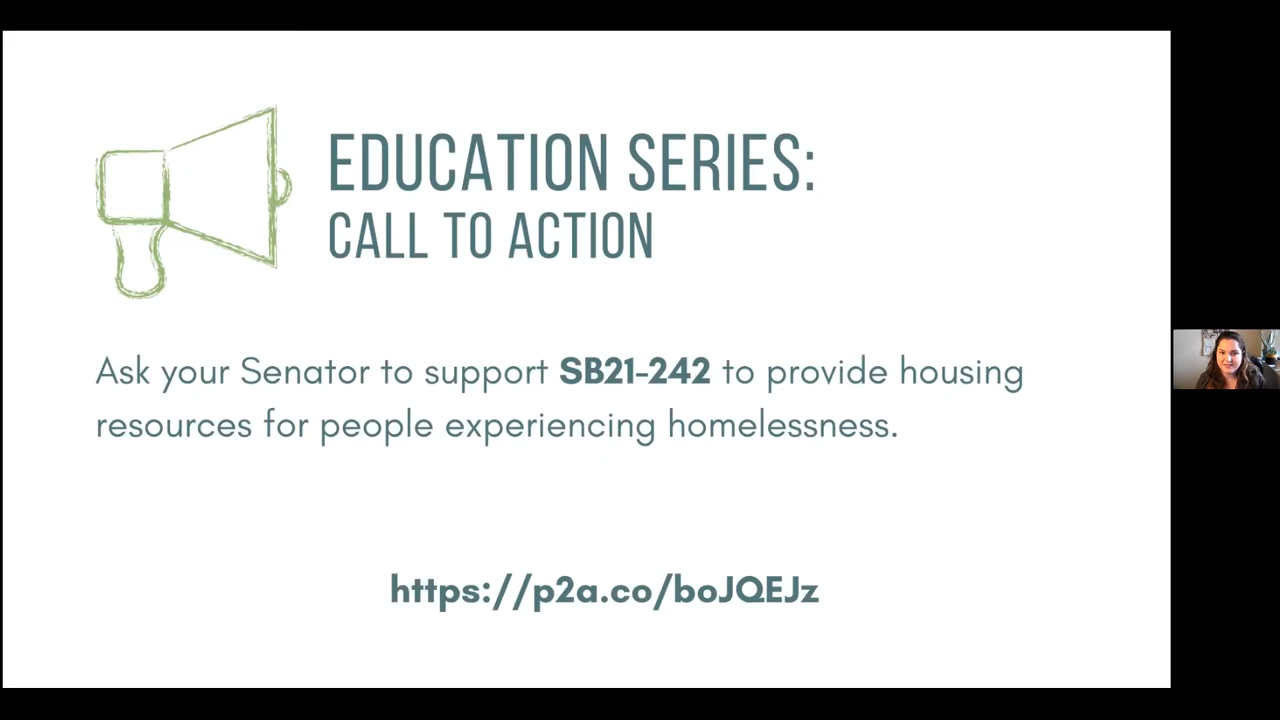 EDUCATION SERIES:
CALL TO ACTION
Ask your Senator to support SB21-242 to provide housing
resources for people experiencing homelessness.
https://p2a.co/boJQEJz